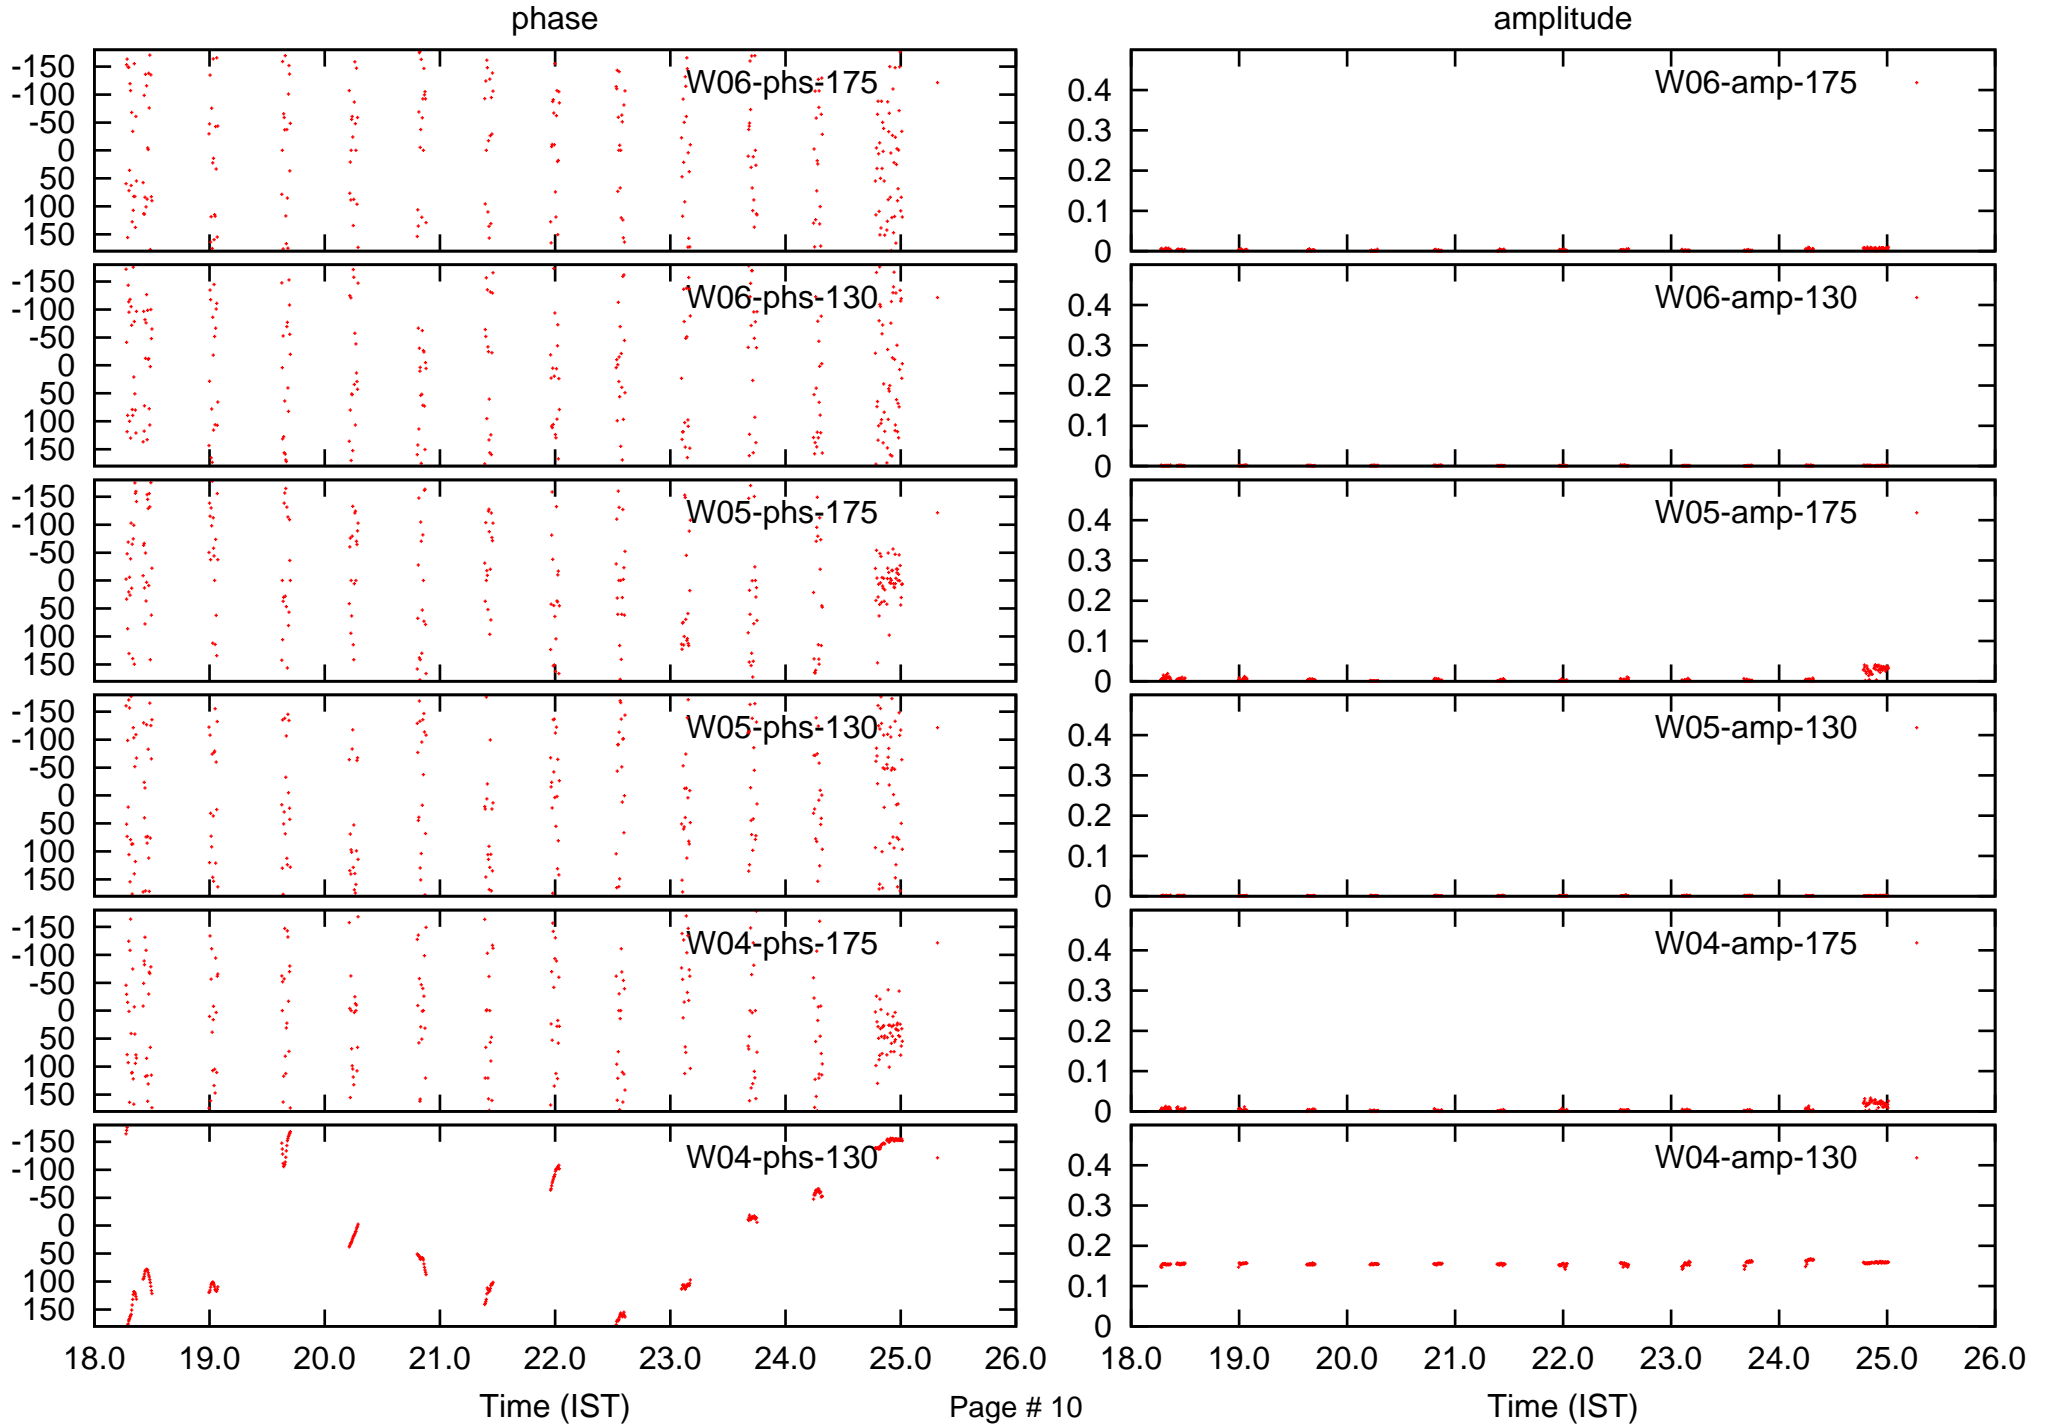 phase amplitude
-150 -100 -50 0 50 100 150 W06-phs-175 0.4 0.3 0.2 0.1 0 W06-amp-175
-150 -100 -50 0 50 100 150 W06-phs-130 0.4 0.3 0.2 0.1 0 W06-amp-130
-150 -100 -50 0 50 100 150 W05-phs-175 0.4 0.3 0.2 0.1 0 W05-amp-175
-150 -100 -50 0 50 100 150 W05-phs-130 0.4 0.3 0.2 0.1 0 W05-amp-130
-150 -100 -50 0 50 100 150 W04-phs-175 0.4 0.3 0.2 0.1 0 W04-amp-175
-150 -100 -50 0 50 100 150 W04-phs-130 0.4 0.3 0.2 0.1 0 W04-amp-130
18.0 19.0 20.0 21.0 22.0 23.0 24.0 25.0 26.0 18.0 19.0 20.0 21.0 22.0 23.0 24.0 25.0 26.0
Time (IST) Page # 10 Time (IST)